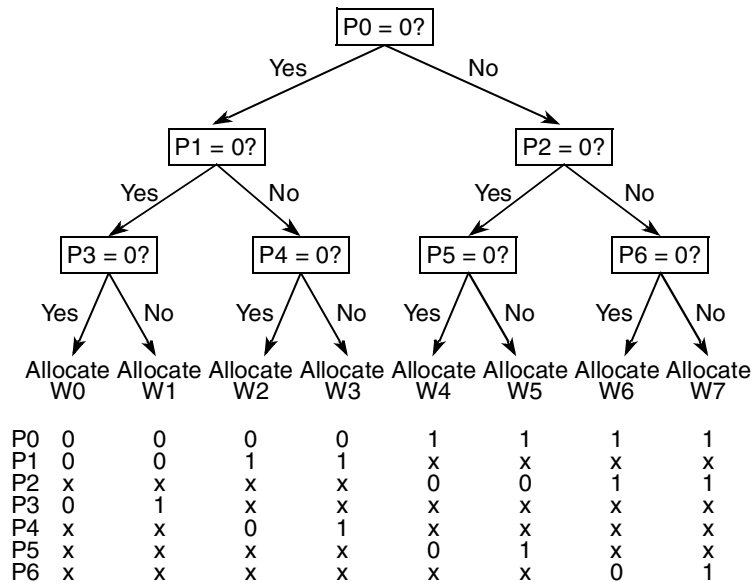 P0 = 0?
Yes No
P1 = 0? P2 = 0?
Yes No Yes No
P3 = 0? P4 = 0? P5 = 0? P6 = 0?
Yes No Yes No Yes No Yes No
Allocate Allocate Allocate Allocate Allocate Allocate Allocate Allocate
W0 W1 W2 W3 W4 W5 W6 W7
P0 0 0 0 0 1 1 1 1
P1 0 0 1 1 x x x x
P2 x x x x 0 0 1 1
P3 0 1 x x x x x x
P4 x x 0 1 x x x x
P5 x x x x 0 1 x x
P6 x x x x x x 0 1